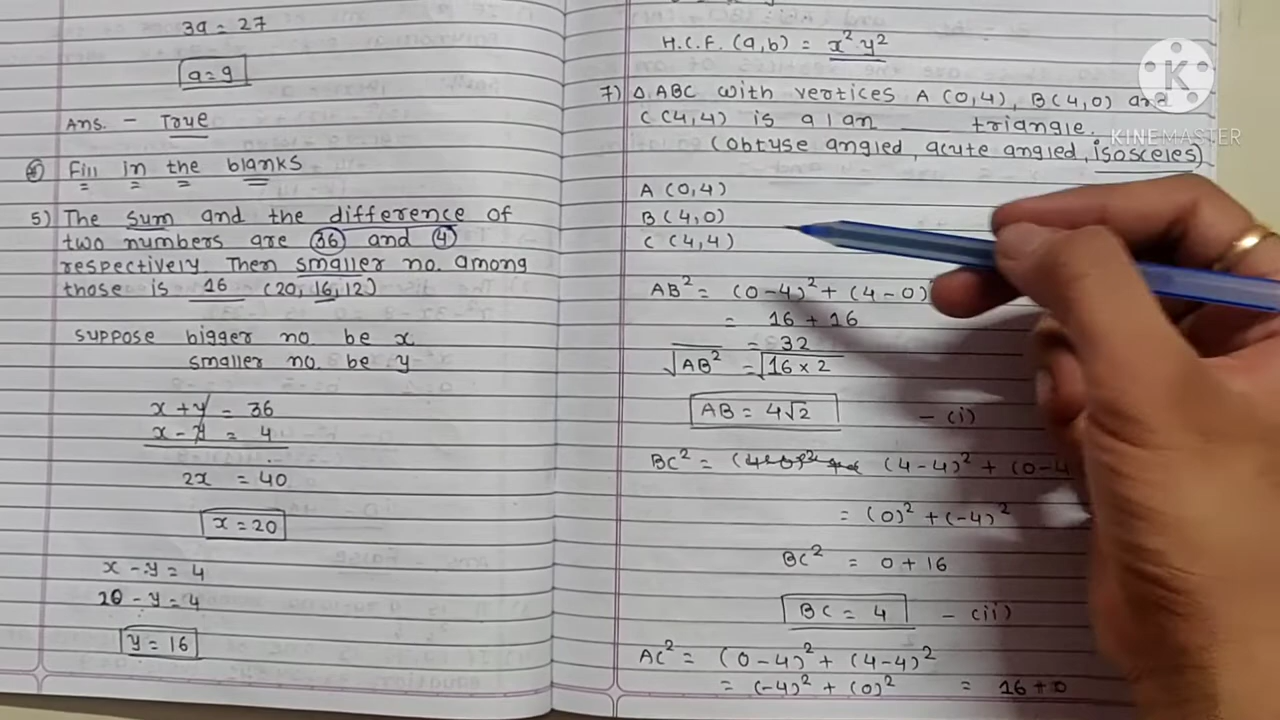 3a = 27
a = 9
Ans. - True
Fill in the blanks
5) The sum and the difference of
two numbers are 36 and 4
respectively. Then smaller no. among
those is 16 (20, 16, 12)
suppose bigger no. be x
smaller no. be y
x + y = 36
x - y = 4
2x = 40
x = 20
x - y = 4
20 - y = 4
y = 16
H.C.F. (a,b) = x².y²
7) △ ABC with vertices A (0,4), B(4,0) and
C (4,4) is a | an ___ triangle.
(obtuse angled, acute angled, isosceles)
A (0,4)
B (4,0)
C (4,4)
AB² = (0-4)² + (4-0)
= 16 + 16
= 32
√AB² = √16 × 2
AB = 4√2 - (i)
BC² = (4-4)² + (0-4
= (0)² + (-4)²
BC² = 0 + 16
BC = 4 - (ii)
AC² = (0-4)² + (4-4)²
= (-4)² + (0)² = 16 + 0
K
KINEMASTER